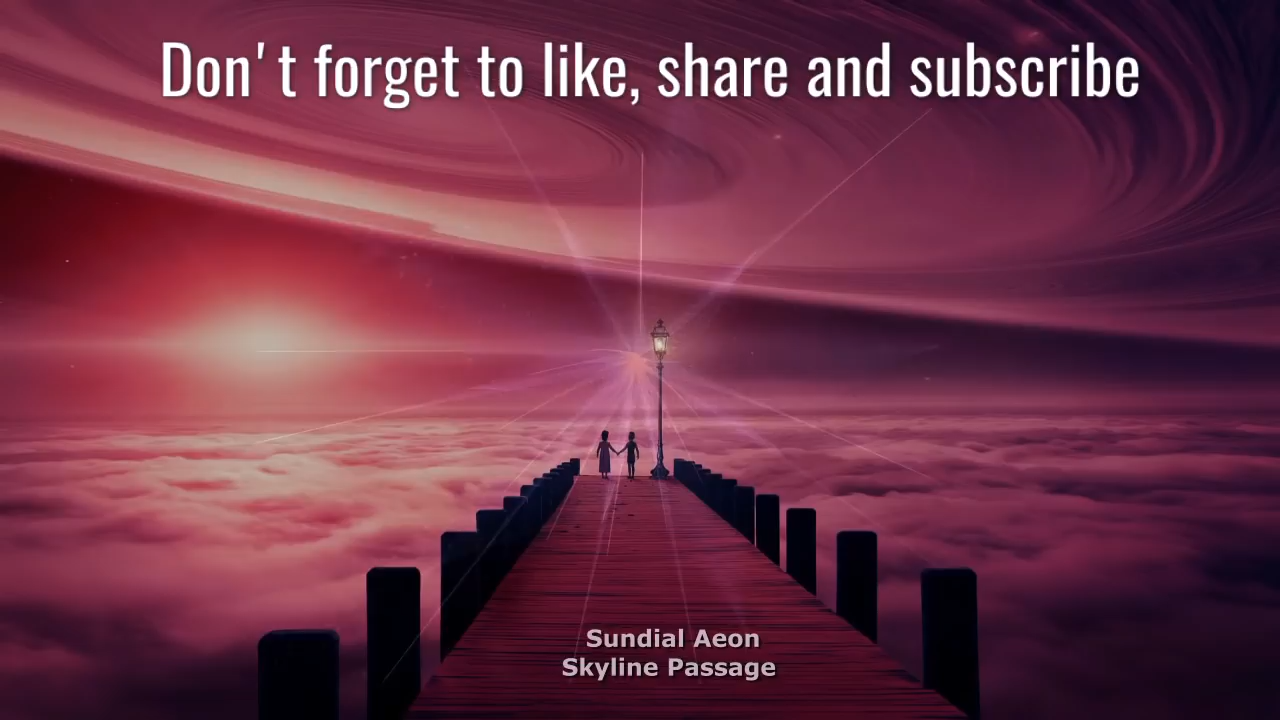 Don't forget to like, share and subscribe
Sundial Aeon
Skyline Passage